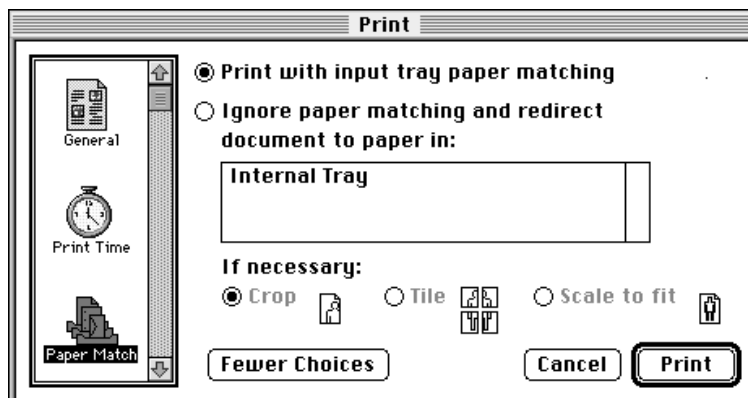 Print
General
Print Time
Paper Match
Print with input tray paper matching
Ignore paper matching and redirect
document to paper in:
Internal Tray
If necessary:
Crop
Tile
Scale to fit
Fewer Choices
Cancel
Print